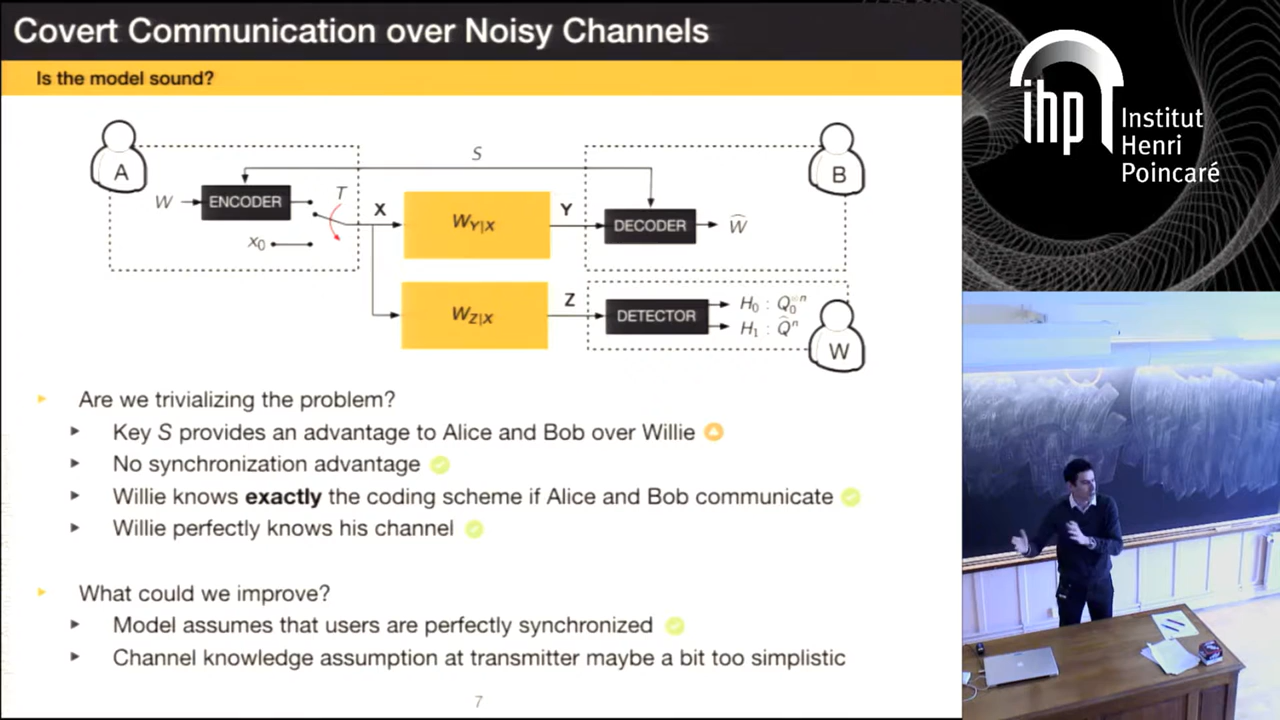 Covert Communication over Noisy Channels
Is the model sound?
ihp Institut
Henri
Poincaré
A
B
S
W
ENCODER
T
X
W_{Y|X}
Y
DECODER
Ŵ
x_0
W_{Z|X}
Z
DETECTOR
H_0 : Q_0^{⊗n}
H_1 : Q̂^n
W
Are we trivializing the problem?
Key S provides an advantage to Alice and Bob over Willie
No synchronization advantage
Willie knows exactly the coding scheme if Alice and Bob communicate
Willie perfectly knows his channel
What could we improve?
Model assumes that users are perfectly synchronized
Channel knowledge assumption at transmitter maybe a bit too simplistic
7